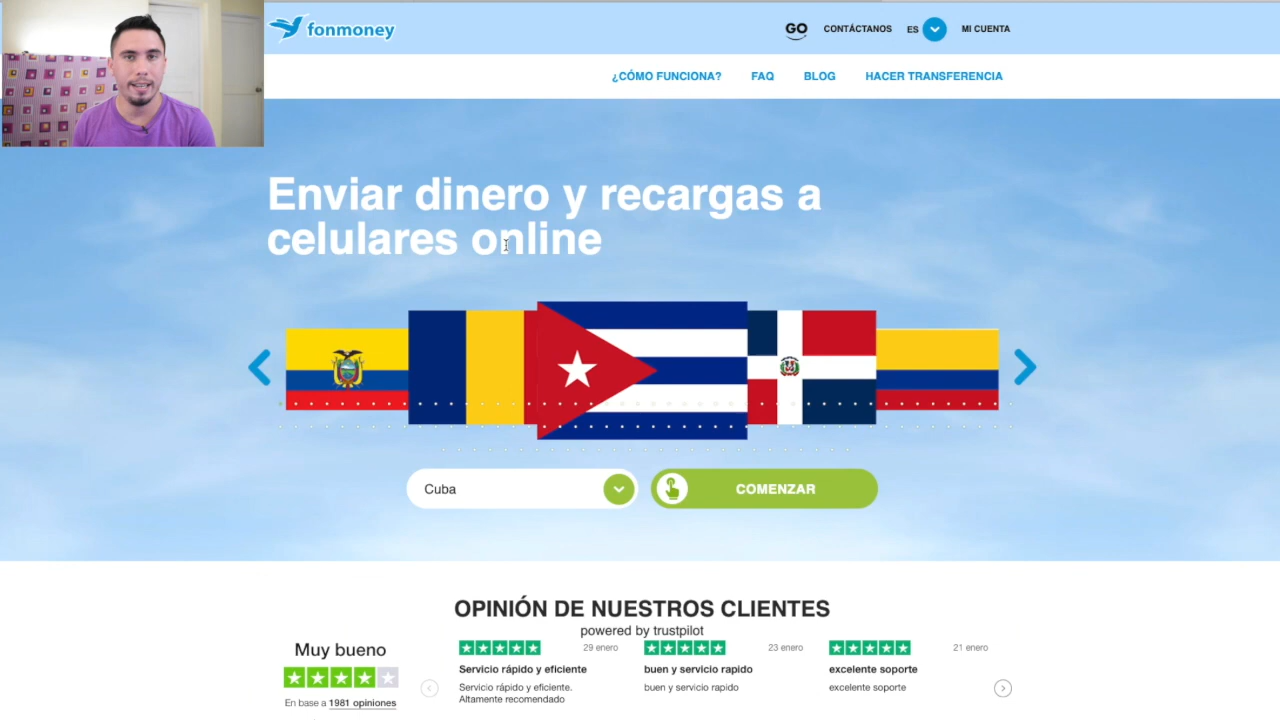 fonmoney
GO
CONTÁCTANOS
ES
MI CUENTA
¿CÓMO FUNCIONA?
FAQ
BLOG
HACER TRANSFERENCIA
Enviar dinero y recargas a
celulares online
Cuba
COMENZAR
OPINIÓN DE NUESTROS CLIENTES
powered by trustpilot
Muy bueno
En base a 1981 opiniones
29 enero
Servicio rápido y eficiente
Servicio rápido y eficiente.
Altamente recomendado
23 enero
buen y servicio rapido
buen y servicio rapido
21 enero
excelente soporte
excelente soporte